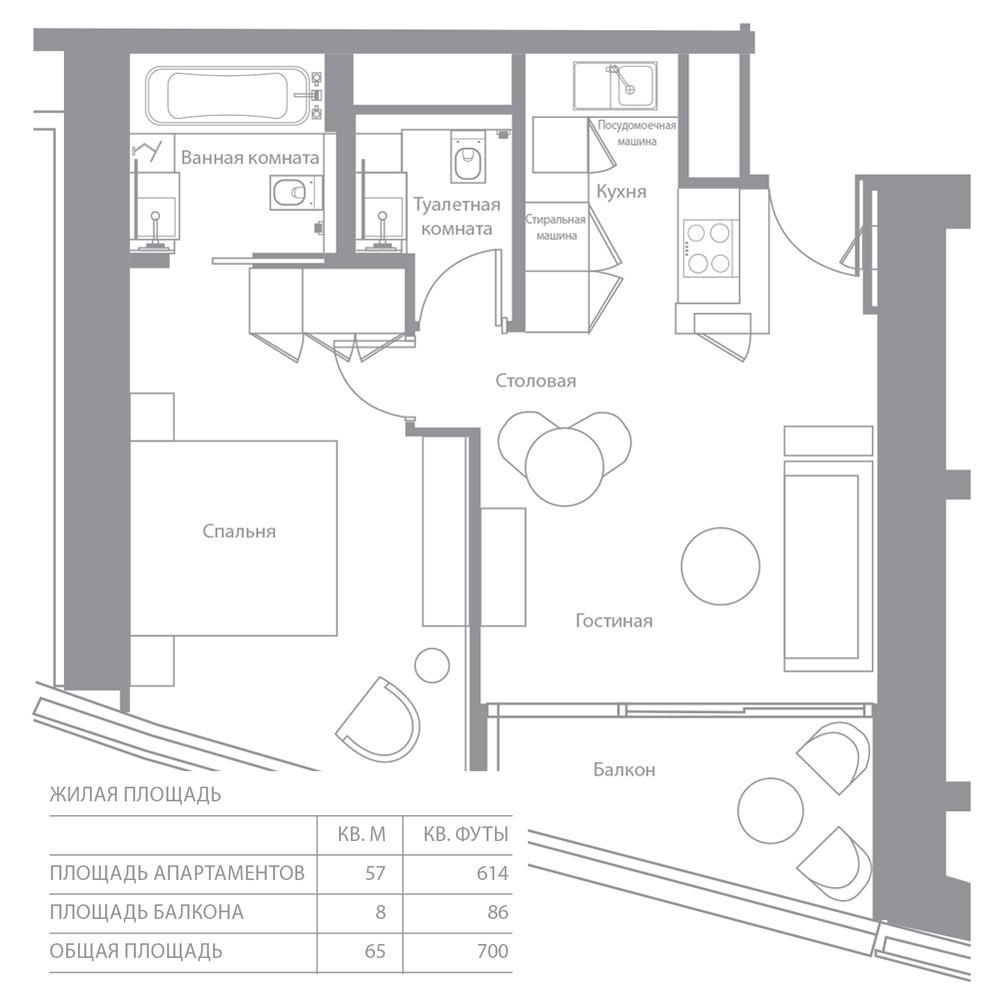 Посудомоечная
машина
Ванная комната
Кухня
Туалетная
комната
Стиральная
машина
Столовая
Спальня
Гостиная
Балкон
ЖИЛАЯ ПЛОЩАДЬ
КВ. М КВ. ФУТЫ
ПЛОЩАДЬ АПАРТАМЕНТОВ 57 614
ПЛОЩАДЬ БАЛКОНА 8 86
ОБЩАЯ ПЛОЩАДЬ 65 700